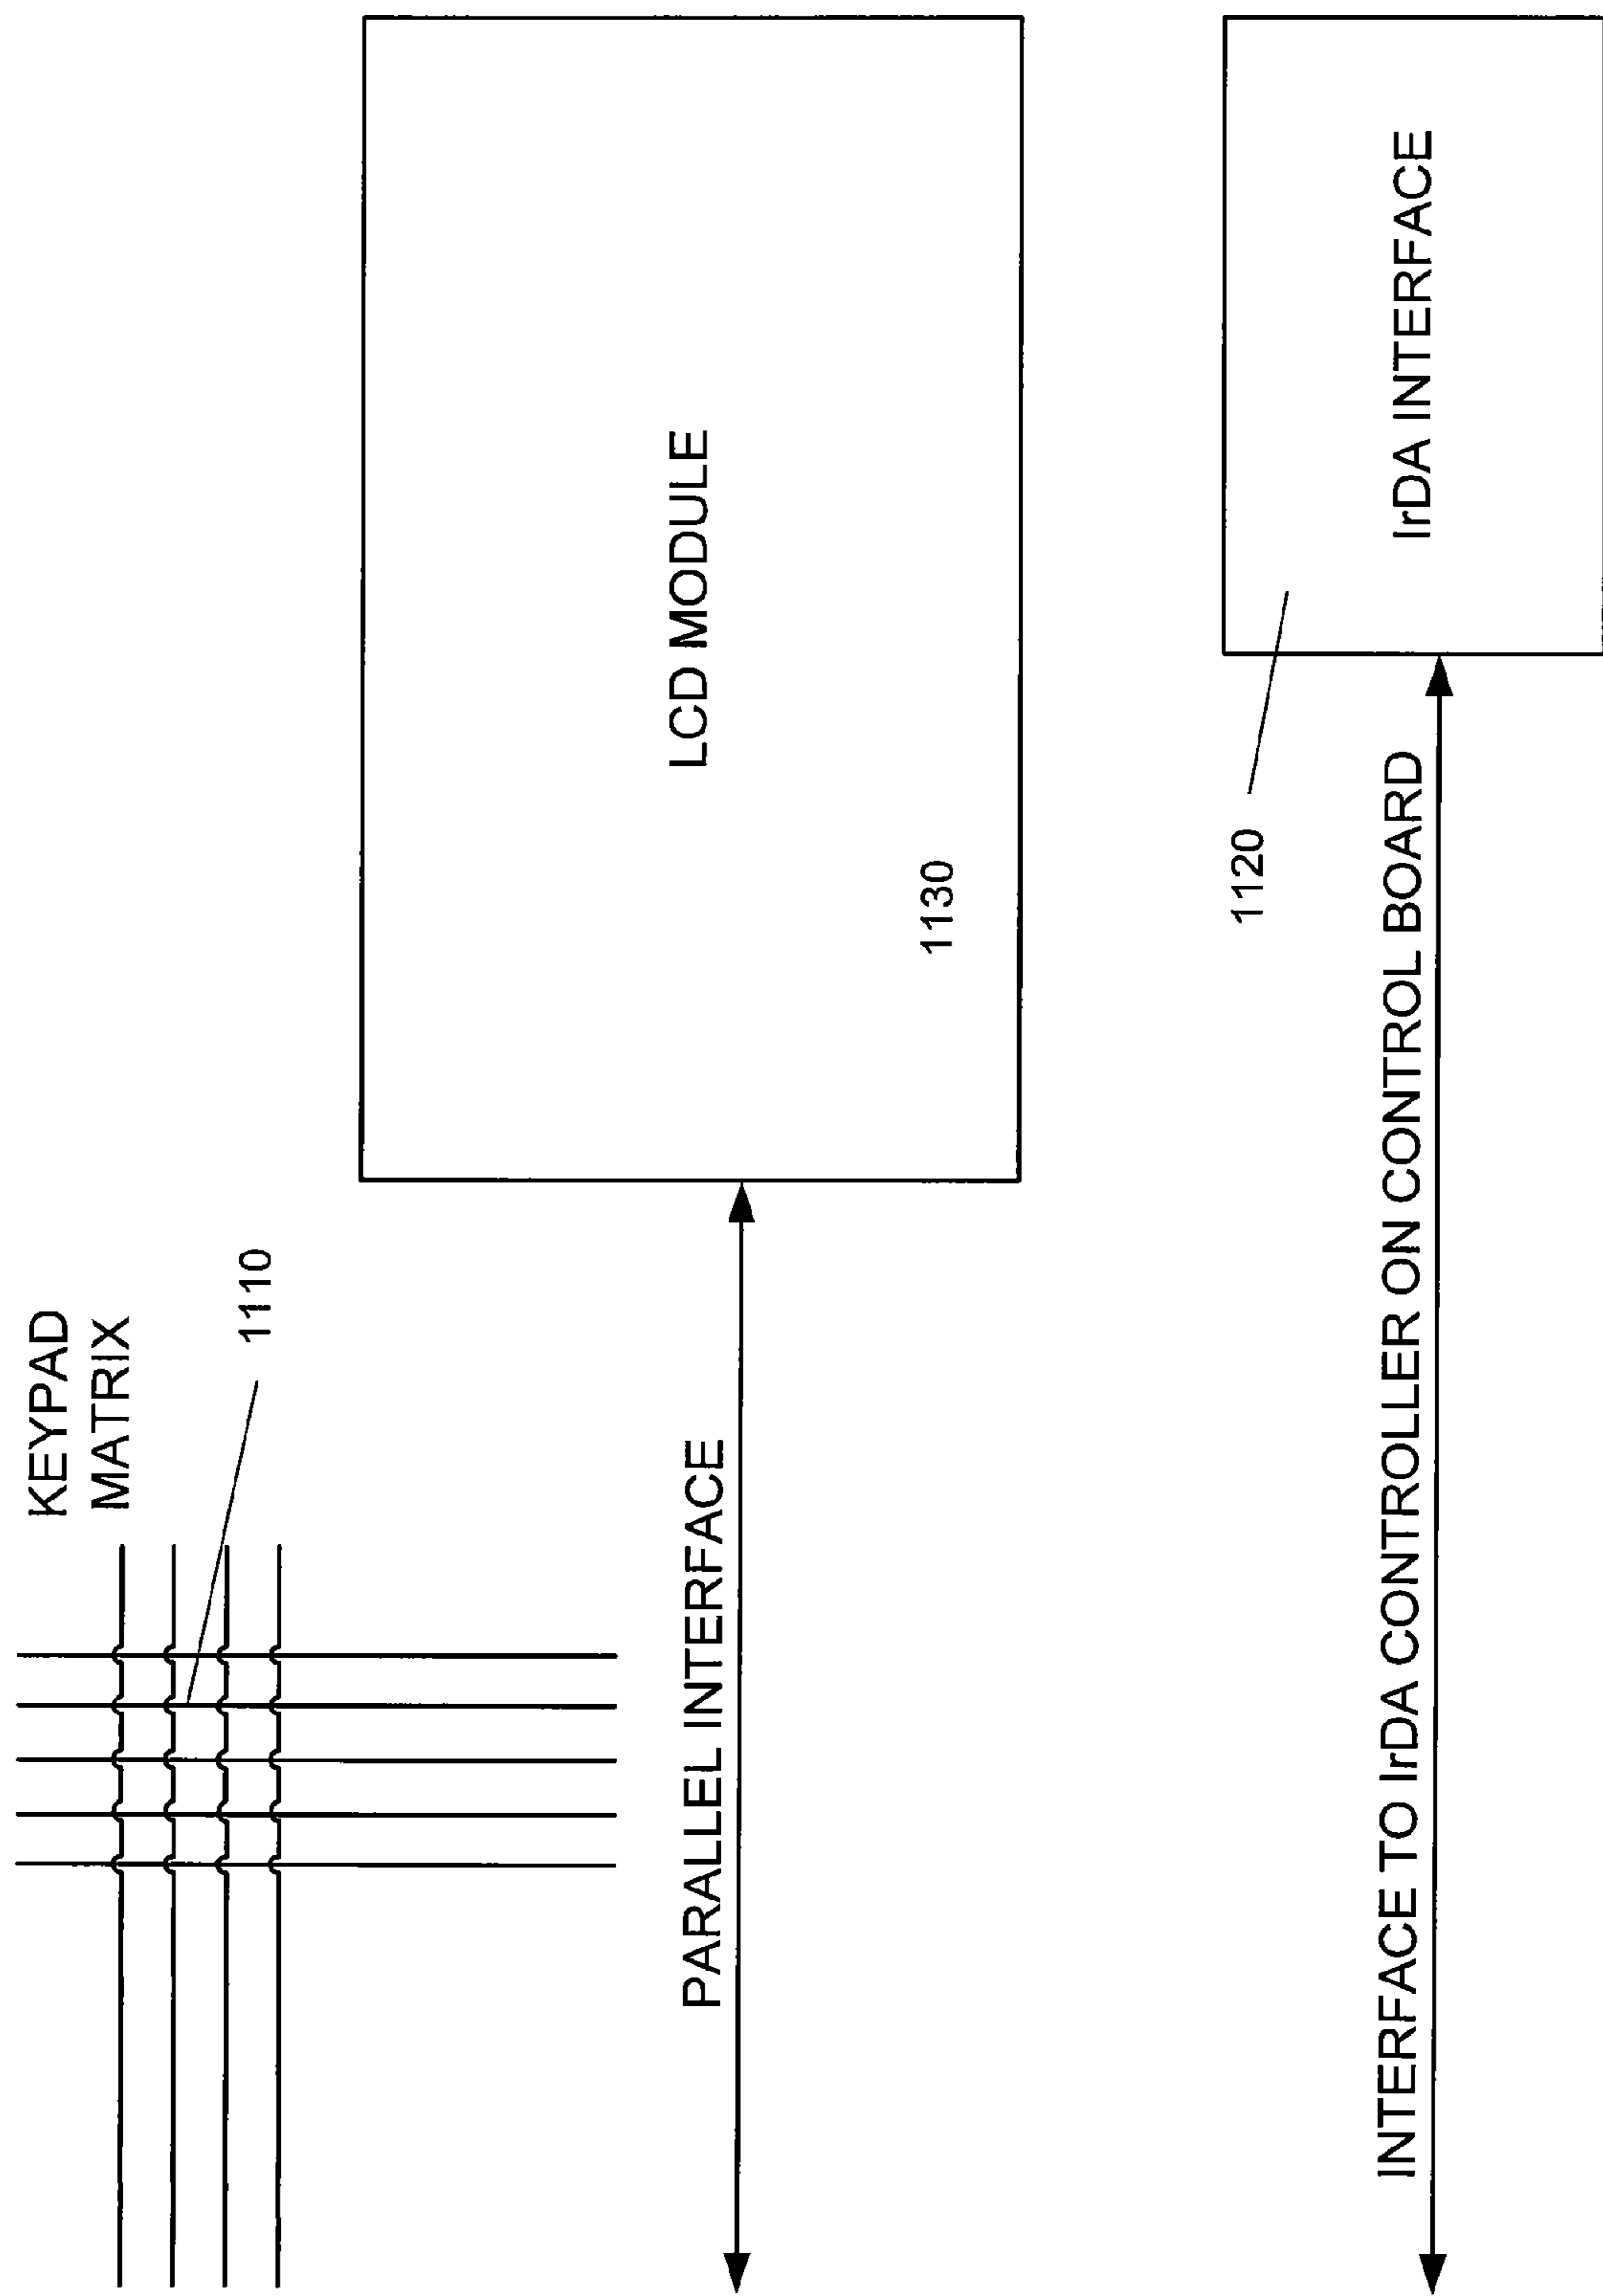 KEYPAD
MATRIX
1110
LCD MODULE
1130
PARALLEL INTERFACE
IrDA INTERFACE
1120
INTERFACE TO IrDA CONTROLLER ON CONTROL BOARD